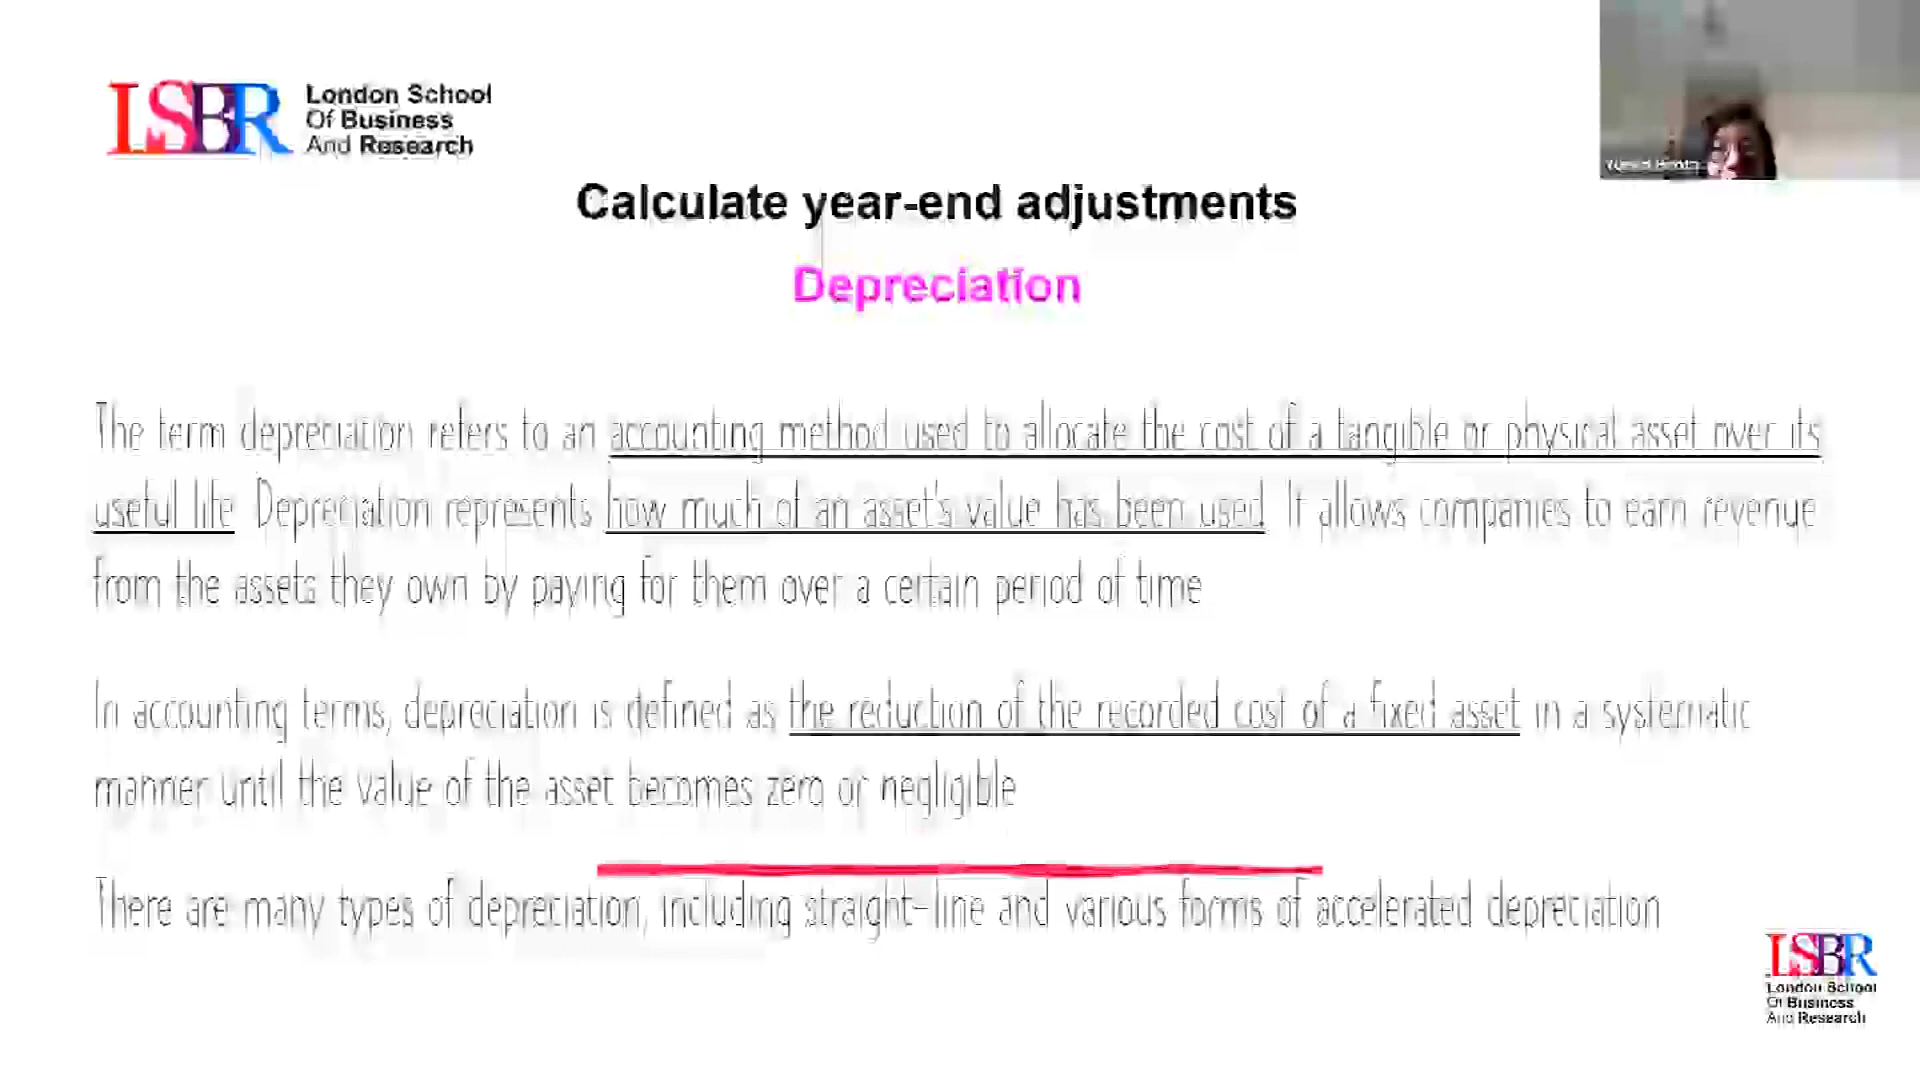 LSBR
London School
Of Business
And Research
Calculate year-end adjustments
Depreciation
The term depreciation refers to an accounting method used to allocate the cost of a tangible or physical asset over its
useful life. Depreciation represents how much of an asset's value has been used. It allows companies to earn revenue
from the assets they own by paying for them over a certain period of time
In accounting terms, depreciation is defined as the reduction of the recorded cost of a fixed asset in a systematic
manner until the value of the asset becomes zero or negligible
There are many types of depreciation, including straight-line and various forms of accelerated depreciation
LSBR
London School
Of Business
And Research